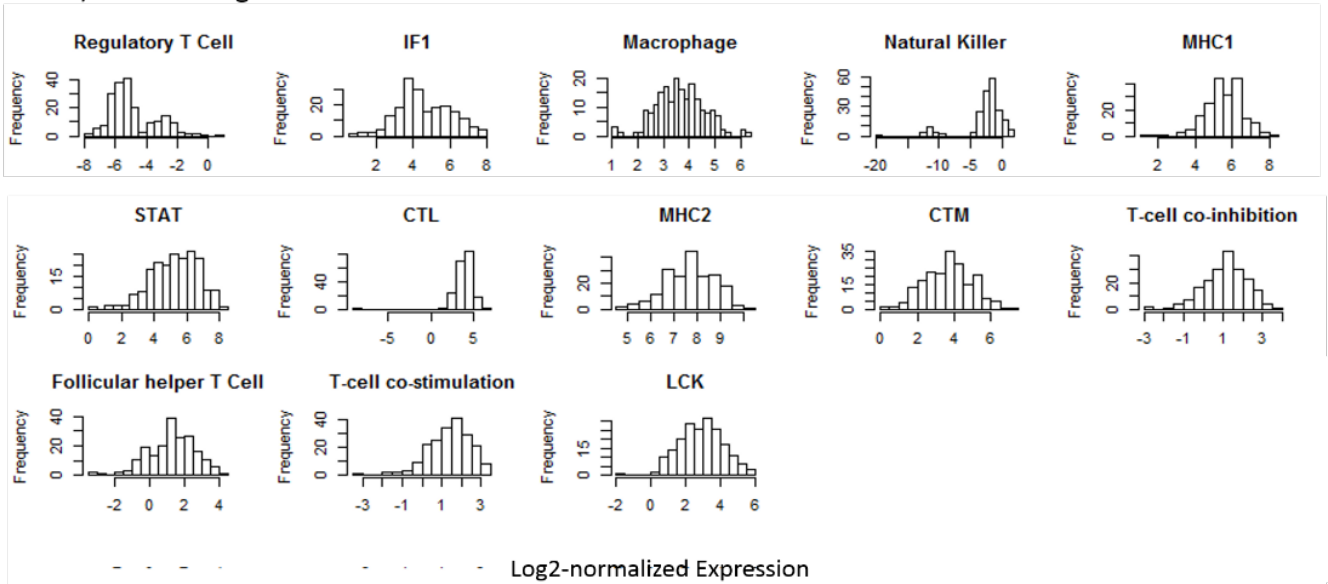 Regulatory T Cell IF1 Macrophage Natural Killer MHC1
Frequency 0 20 40 Frequency 0 20 Frequency 0 10 20 Frequency 0 30 60 Frequency 0 20
-8 -6 -4 -2 0 2 4 6 8 1 2 3 4 5 6 -20 -10 -5 0 2 4 6 8
STAT CTL MHC2 CTM T-cell co-inhibition
Frequency 0 15 Frequency 0 40 Frequency 0 20 Frequency 0 15 35 Frequency 0 20
0 2 4 6 8 -5 0 5 5 6 7 8 9 0 2 4 6 -3 -1 1 3
Follicular helper T Cell T-cell co-stimulation LCK
Frequency 0 20 40 Frequency 0 20 40 Frequency 0 15
-2 0 2 4 -3 -1 1 3 -2 0 2 4 6
Log2-normalized Expression